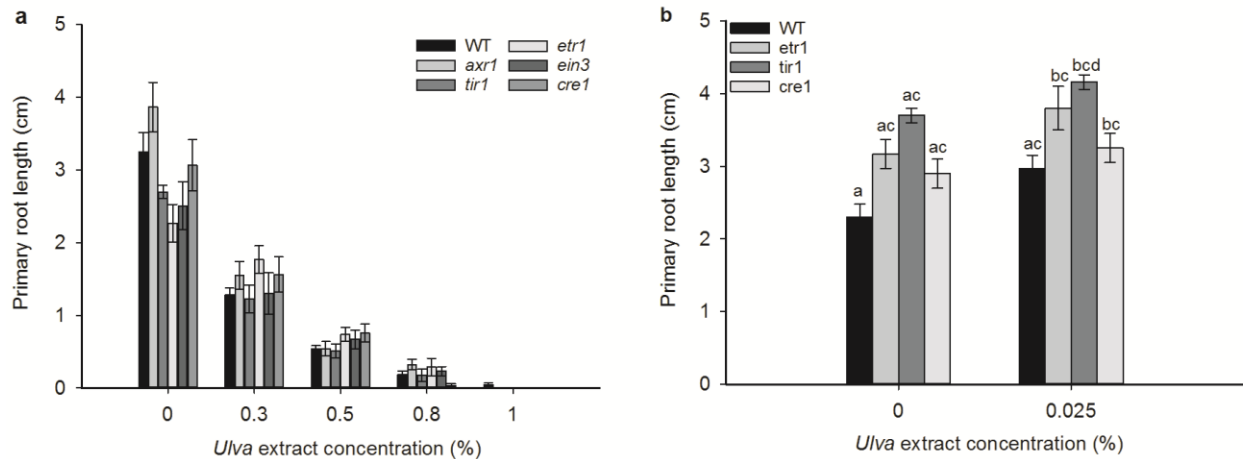 a
5
4
3
2
1
0
Primary root length (cm)
WT
axr1
tir1
etr1
ein3
cre1
0 0.3 0.5 0.8 1
Ulva extract concentration (%)
b
5
4
3
2
1
0
Primary root length (cm)
WT
etr1
tir1
cre1
a ac ac ac
ac bc bcd bc
0 0.025
Ulva extract concentration (%)